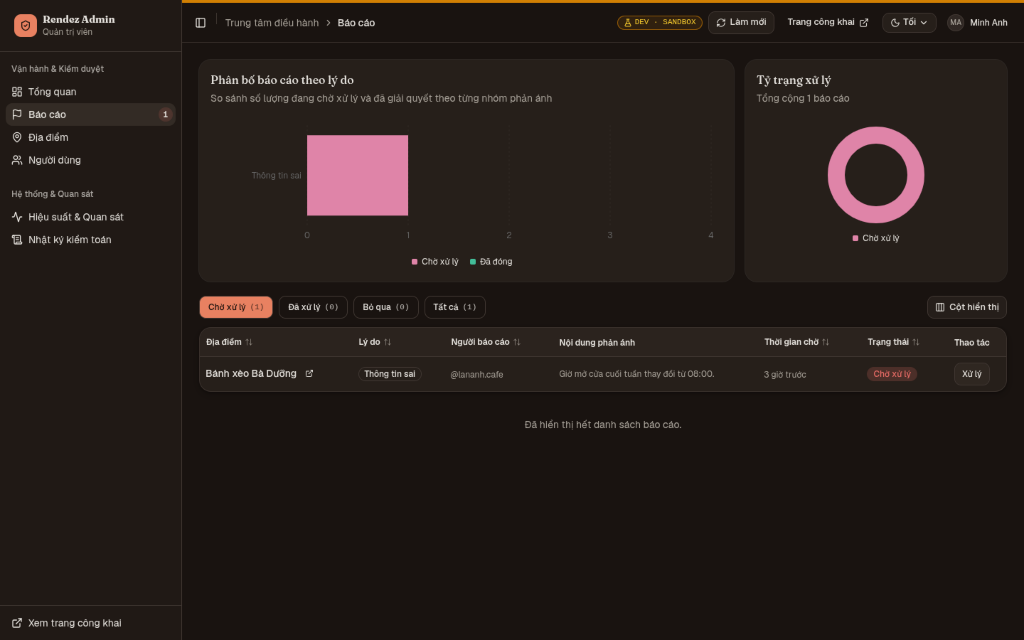 Rendez Admin
Quản trị viên
Vận hành & Kiểm duyệt
Tổng quan
Báo cáo 1
Địa điểm
Người dùng
Hệ thống & Quan sát
Hiệu suất & Quan sát
Nhật ký kiểm toán
Xem trang công khai
Trung tâm điều hành > Báo cáo
DEV · SANDBOX
Làm mới
Trang công khai
Tối
MA Minh Anh
Phân bố báo cáo theo lý do
So sánh số lượng đang chờ xử lý và đã giải quyết theo từng nhóm phản ánh
Thông tin sai
0 1 2 3 4
Chờ xử lý Đã đóng
Tỷ trạng xử lý
Tổng cộng 1 báo cáo
Chờ xử lý
Chờ xử lý (1) Đã xử lý (0) Bỏ qua (0) Tất cả (1) Cột hiển thị
Địa điểm Lý do Người báo cáo Nội dung phản ánh Thời gian chờ Trạng thái Thao tác
Bánh xèo Bà Dưỡng Thông tin sai @lananh.cafe Giờ mở cửa cuối tuần thay đổi từ 08:00. 3 giờ trước Chờ xử lý Xử lý
Đã hiển thị hết danh sách báo cáo.